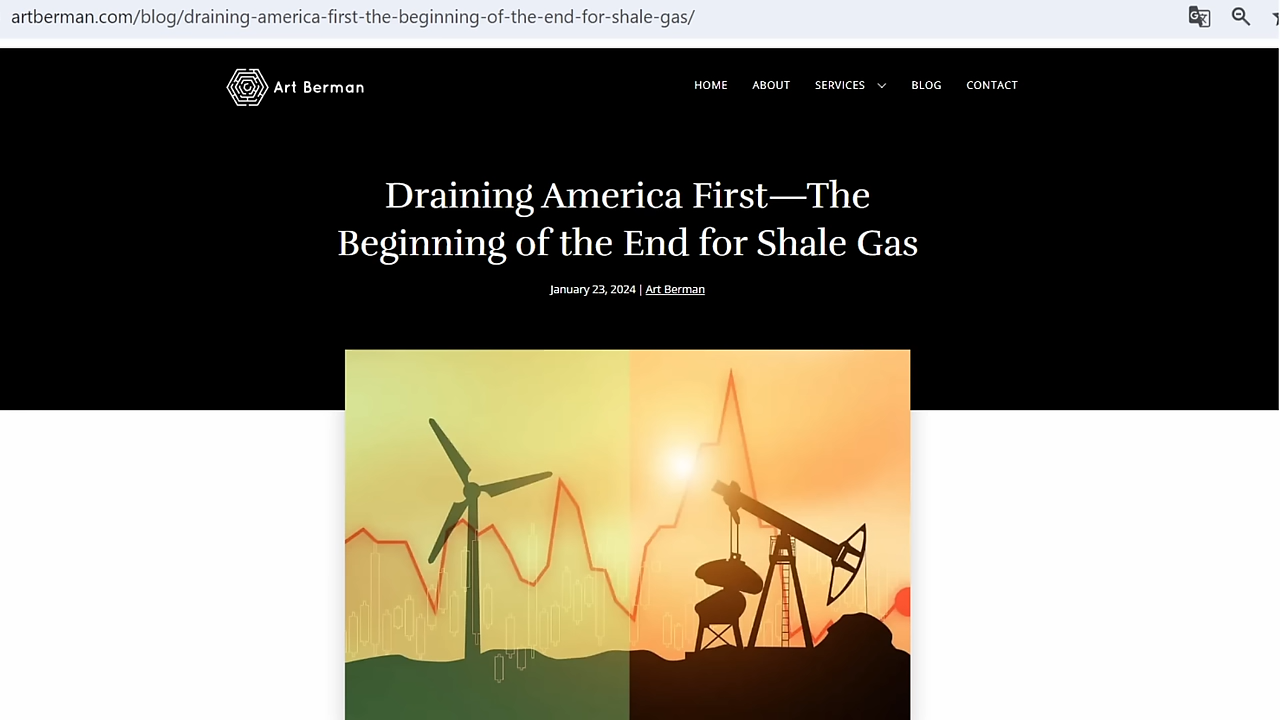 artberman.com/blog/draining-america-first-the-beginning-of-the-end-for-shale-gas/
Art Berman
HOME ABOUT SERVICES BLOG CONTACT
Draining America First—The
Beginning of the End for Shale Gas
January 23, 2024 | Art Berman